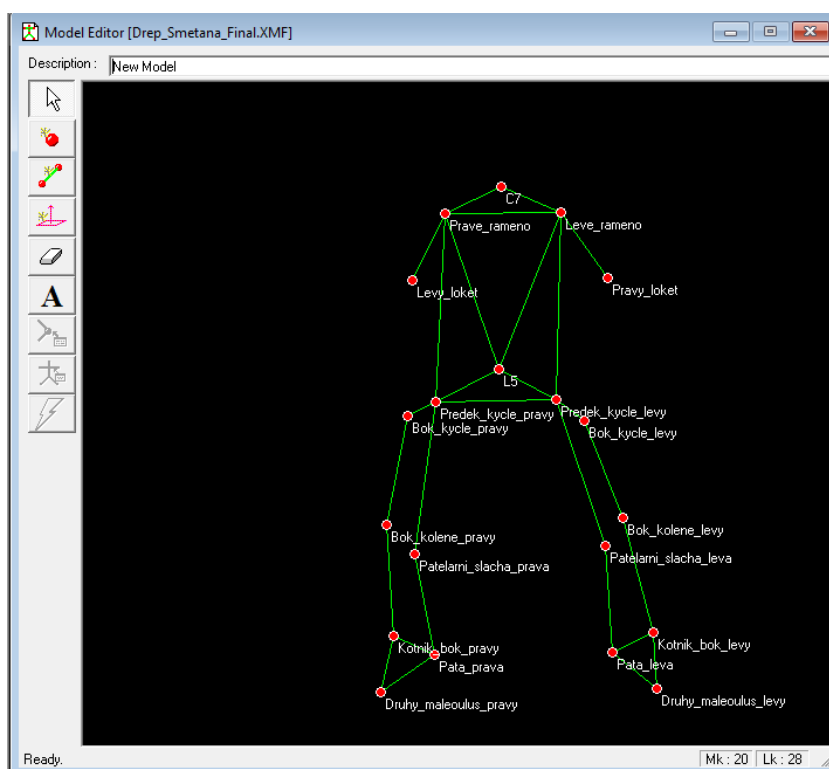 Model Editor [Drep_Smetana_Final.XMF]
Description : New Model
C7
Prave_rameno Leve_rameno
Levy_loket Pravy_loket
L5
Predek_kycle_pravy Predek_kycle_levy
Bok_kycle_pravy Bok_kycle_levy
Bok_kolene_pravy Bok_kolene_levy
Patelarni_slacha_prava Patelarni_slacha_leva
Kotnik_bok_pravy Kotnik_bok_levy
Pata_prava Pata_leva
Druhy_maleoulus_pravy Druhy_maleoulus_levy
A
Ready. Mk : 20 Lk : 28